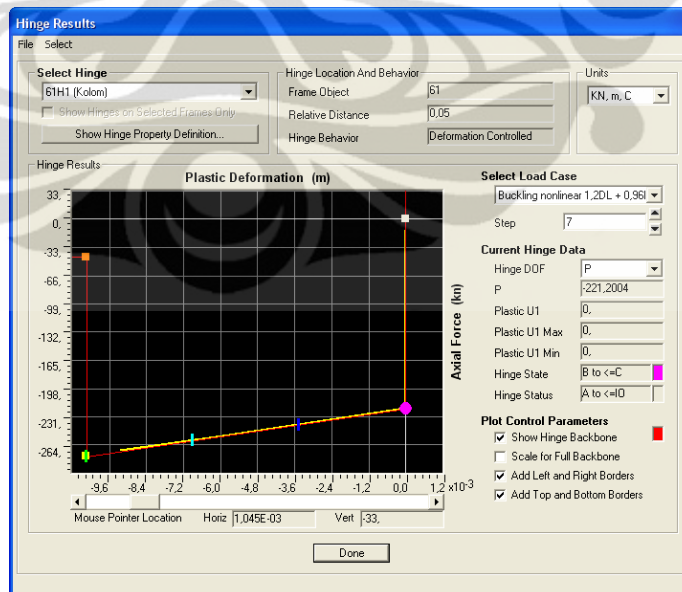 Hinge Results
File Select
Select Hinge
61H1 (Kolom)
Show Hinges on Selected Frames Only
Show Hinge Property Definition...
Hinge Location And Behavior
Frame Object 61
Relative Distance 0,05
Hinge Behavior Deformation Controlled
Units
KN, m, C
Hinge Results
Plastic Deformation (m)
33,
0,
-33,
-66,
-99,
-132,
-165,
-198,
-231,
-264,
Axial Force (kn)
-9,6 -8,4 -7,2 -6,0 -4,8 -3,6 -2,4 -1,2 0,0 1,2 x10-3
Mouse Pointer Location Horiz 1,045E-03 Vert -33,
Select Load Case
Buckling nonlinear 1,2DL + 0,96l
Step 7
Current Hinge Data
Hinge DOF P
P -221,2004
Plastic U1 0,
Plastic U1 Max 0,
Plastic U1 Min 0,
Hinge State B to <=C
Hinge Status A to <=IO
Plot Control Parameters
Show Hinge Backbone
Scale for Full Backbone
Add Left and Right Borders
Add Top and Bottom Borders
Done